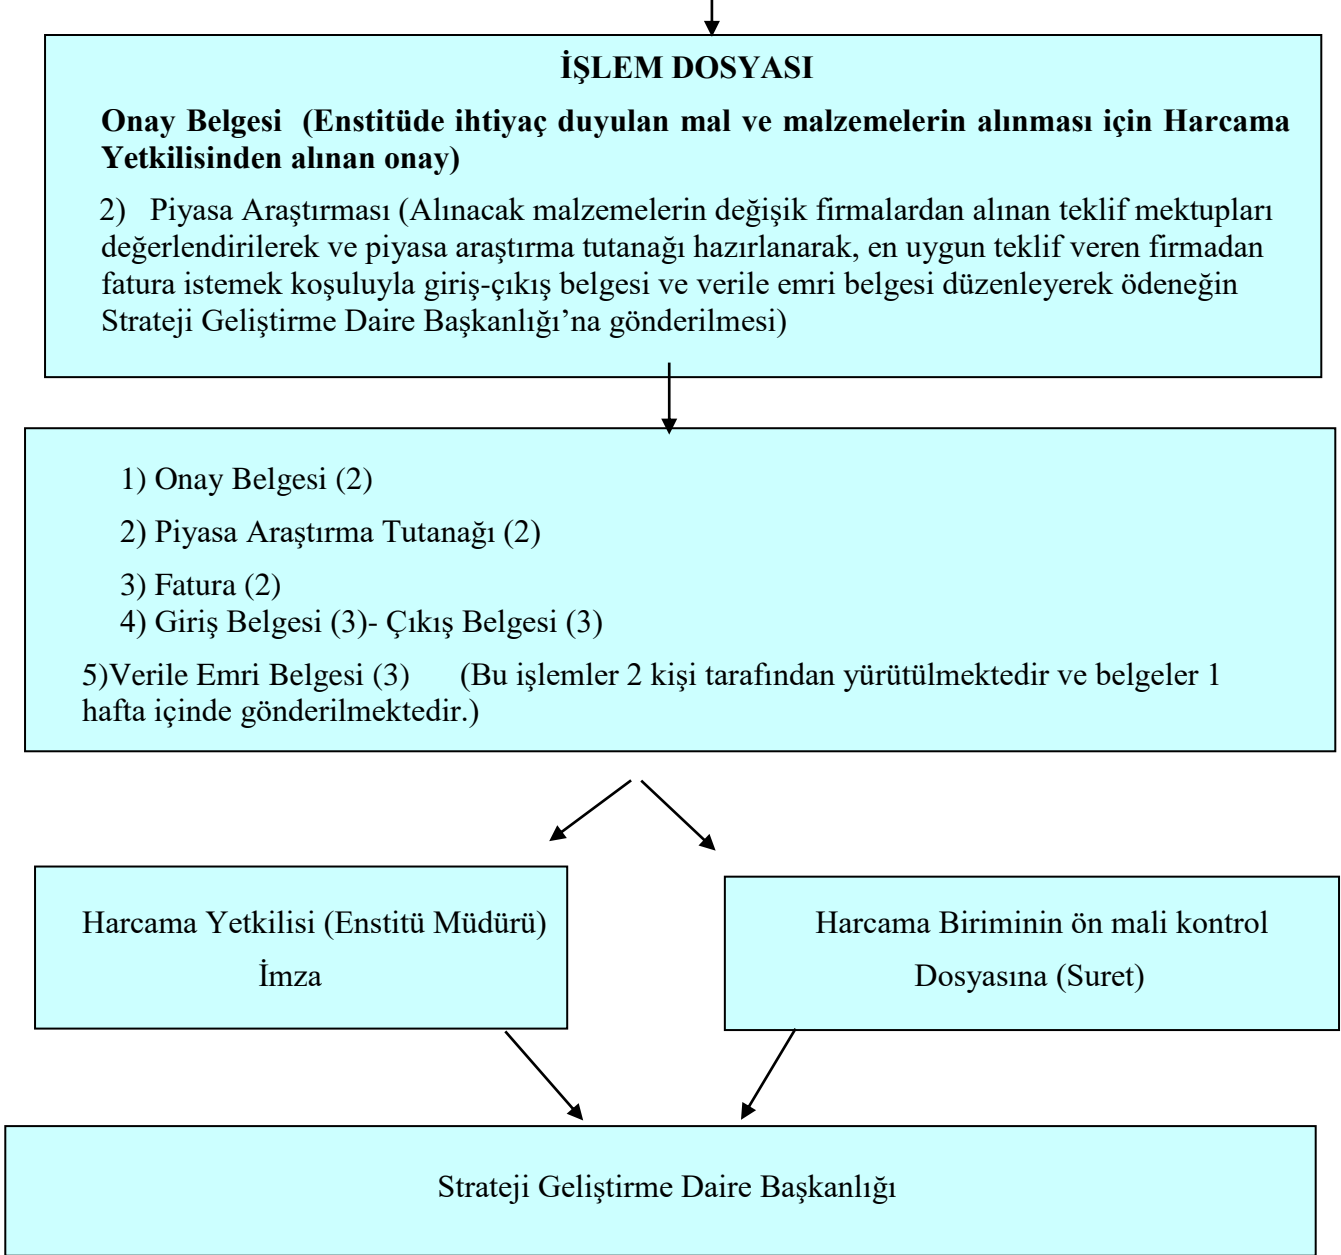 İŞLEM DOSYASI
Onay Belgesi (Enstitüde ihtiyaç duyulan mal ve malzemelerin alınması için Harcama
Yetkilisinden alınan onay)
2) Piyasa Araştırması (Alınacak malzemelerin değişik firmalardan alınan teklif mektupları
değerlendirilerek ve piyasa araştırma tutanağı hazırlanarak, en uygun teklif veren firmadan
fatura istemek koşuluyla giriş-çıkış belgesi ve verile emri belgesi düzenleyerek ödeneğin
Strateji Geliştirme Daire Başkanlığı’na gönderilmesi)
1) Onay Belgesi (2)
2) Piyasa Araştırma Tutanağı (2)
3) Fatura (2)
4) Giriş Belgesi (3)- Çıkış Belgesi (3)
5)Verile Emri Belgesi (3) (Bu işlemler 2 kişi tarafından yürütülmektedir ve belgeler 1
hafta içinde gönderilmektedir.)
Harcama Yetkilisi (Enstitü Müdürü)
İmza
Harcama Biriminin ön mali kontrol
Dosyasına (Suret)
Strateji Geliştirme Daire Başkanlığı